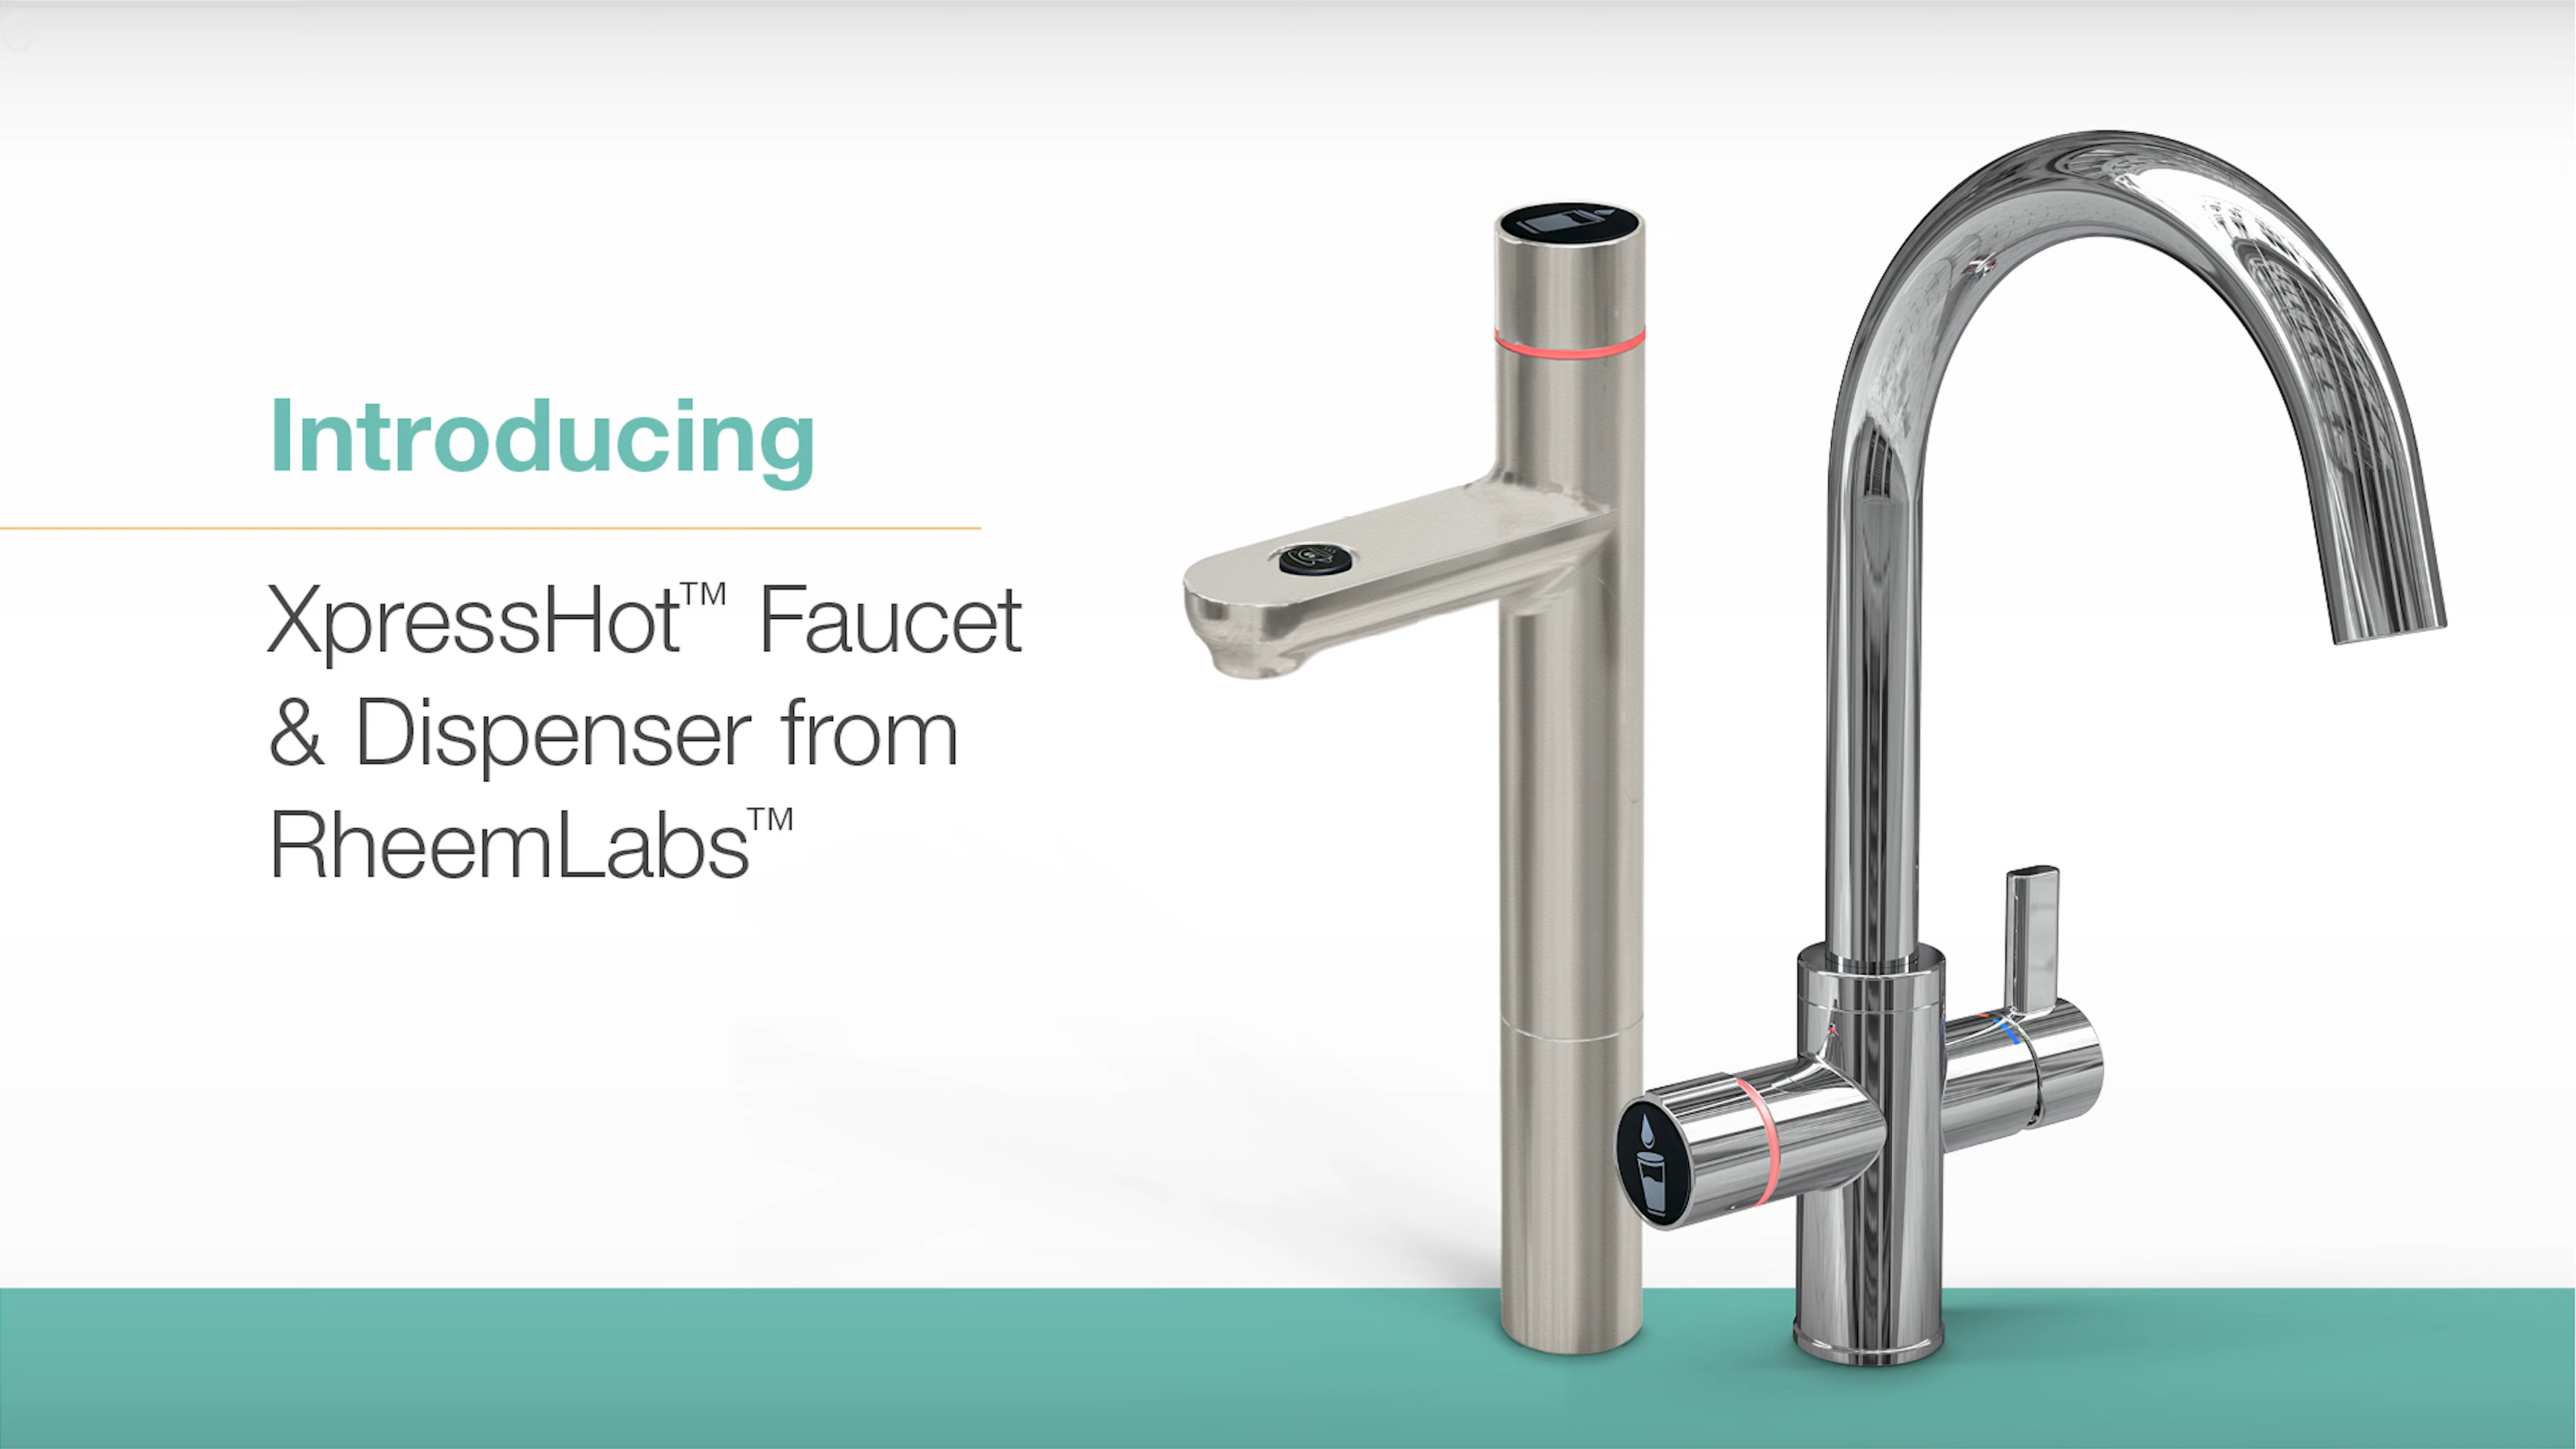 Introducing
XpressHot™ Faucet
& Dispenser from
RheemLabs™